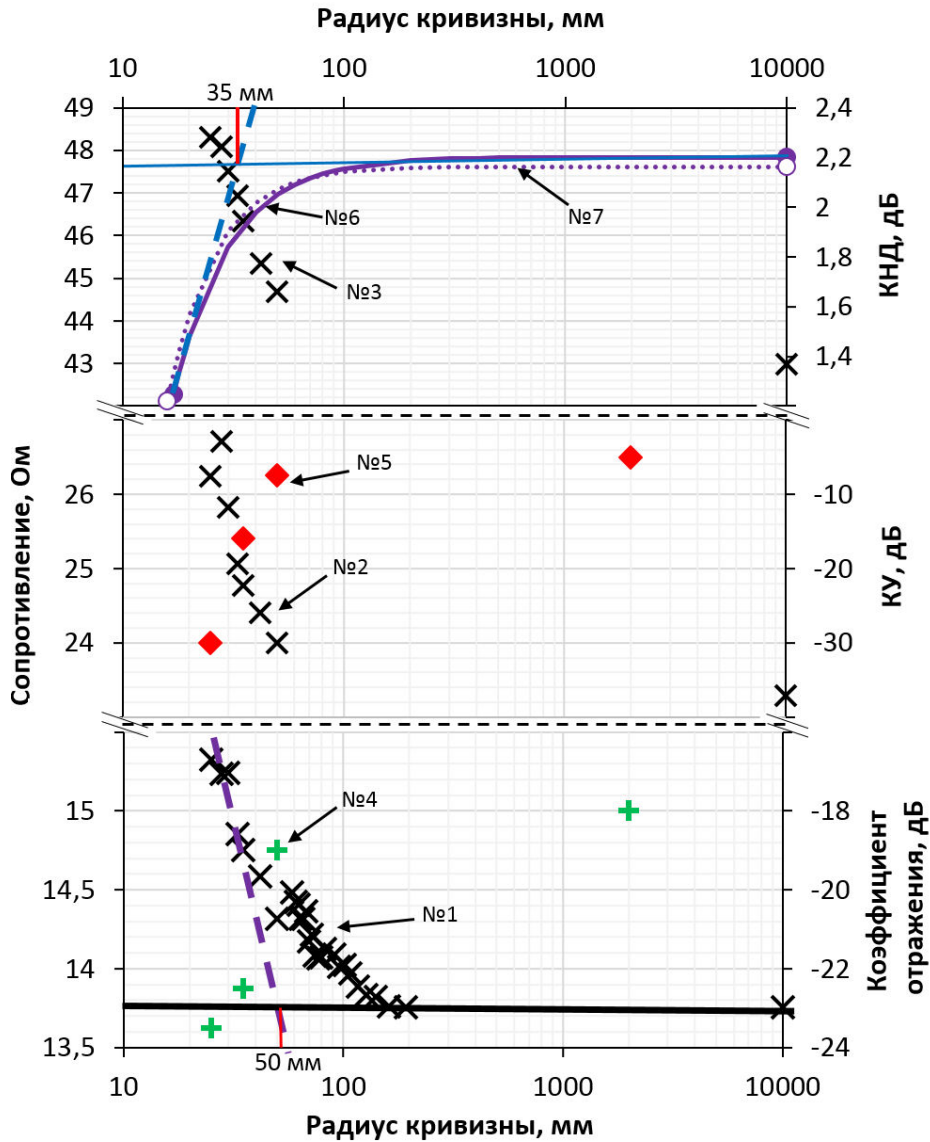 Радиус кривизны, мм
10 100 1000 10000
35 мм
49 2,4
48 2,2
47 2
46 1,8
45 1,6
44 1,4
43
№6
№7
№3
КНД, дБ
Сопротивление, Ом
26 -10
25 -20
24 -30
№5
№2
КУ, дБ
15 -18
14,5 -20
14 -22
13,5 -24
№4
№1
Коэффициент
отражения, дБ
50 мм
10 100 1000 10000
Радиус кривизны, мм